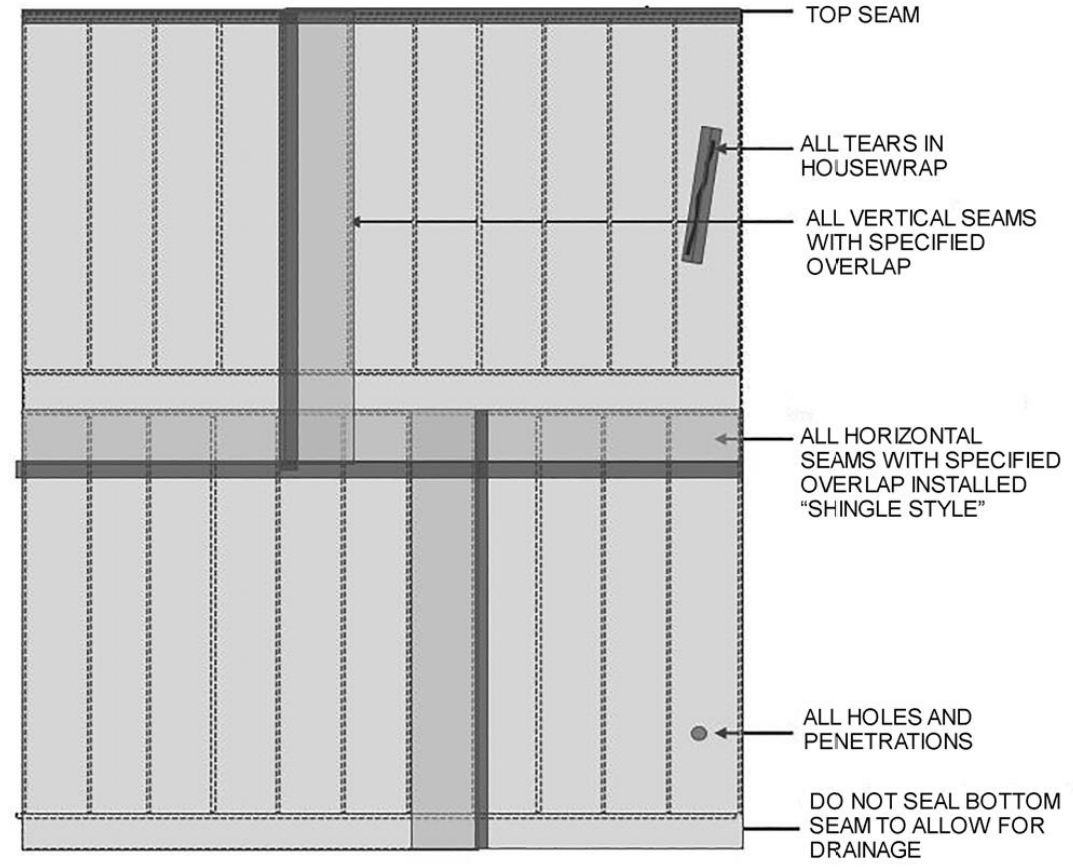 TOP SEAM
ALL TEARS IN
HOUSEWRAP
ALL VERTICAL SEAMS
WITH SPECIFIED
OVERLAP
ALL HORIZONTAL
SEAMS WITH SPECIFIED
OVERLAP INSTALLED
“SHINGLE STYLE”
ALL HOLES AND
PENETRATIONS
DO NOT SEAL BOTTOM
SEAM TO ALLOW FOR
DRAINAGE